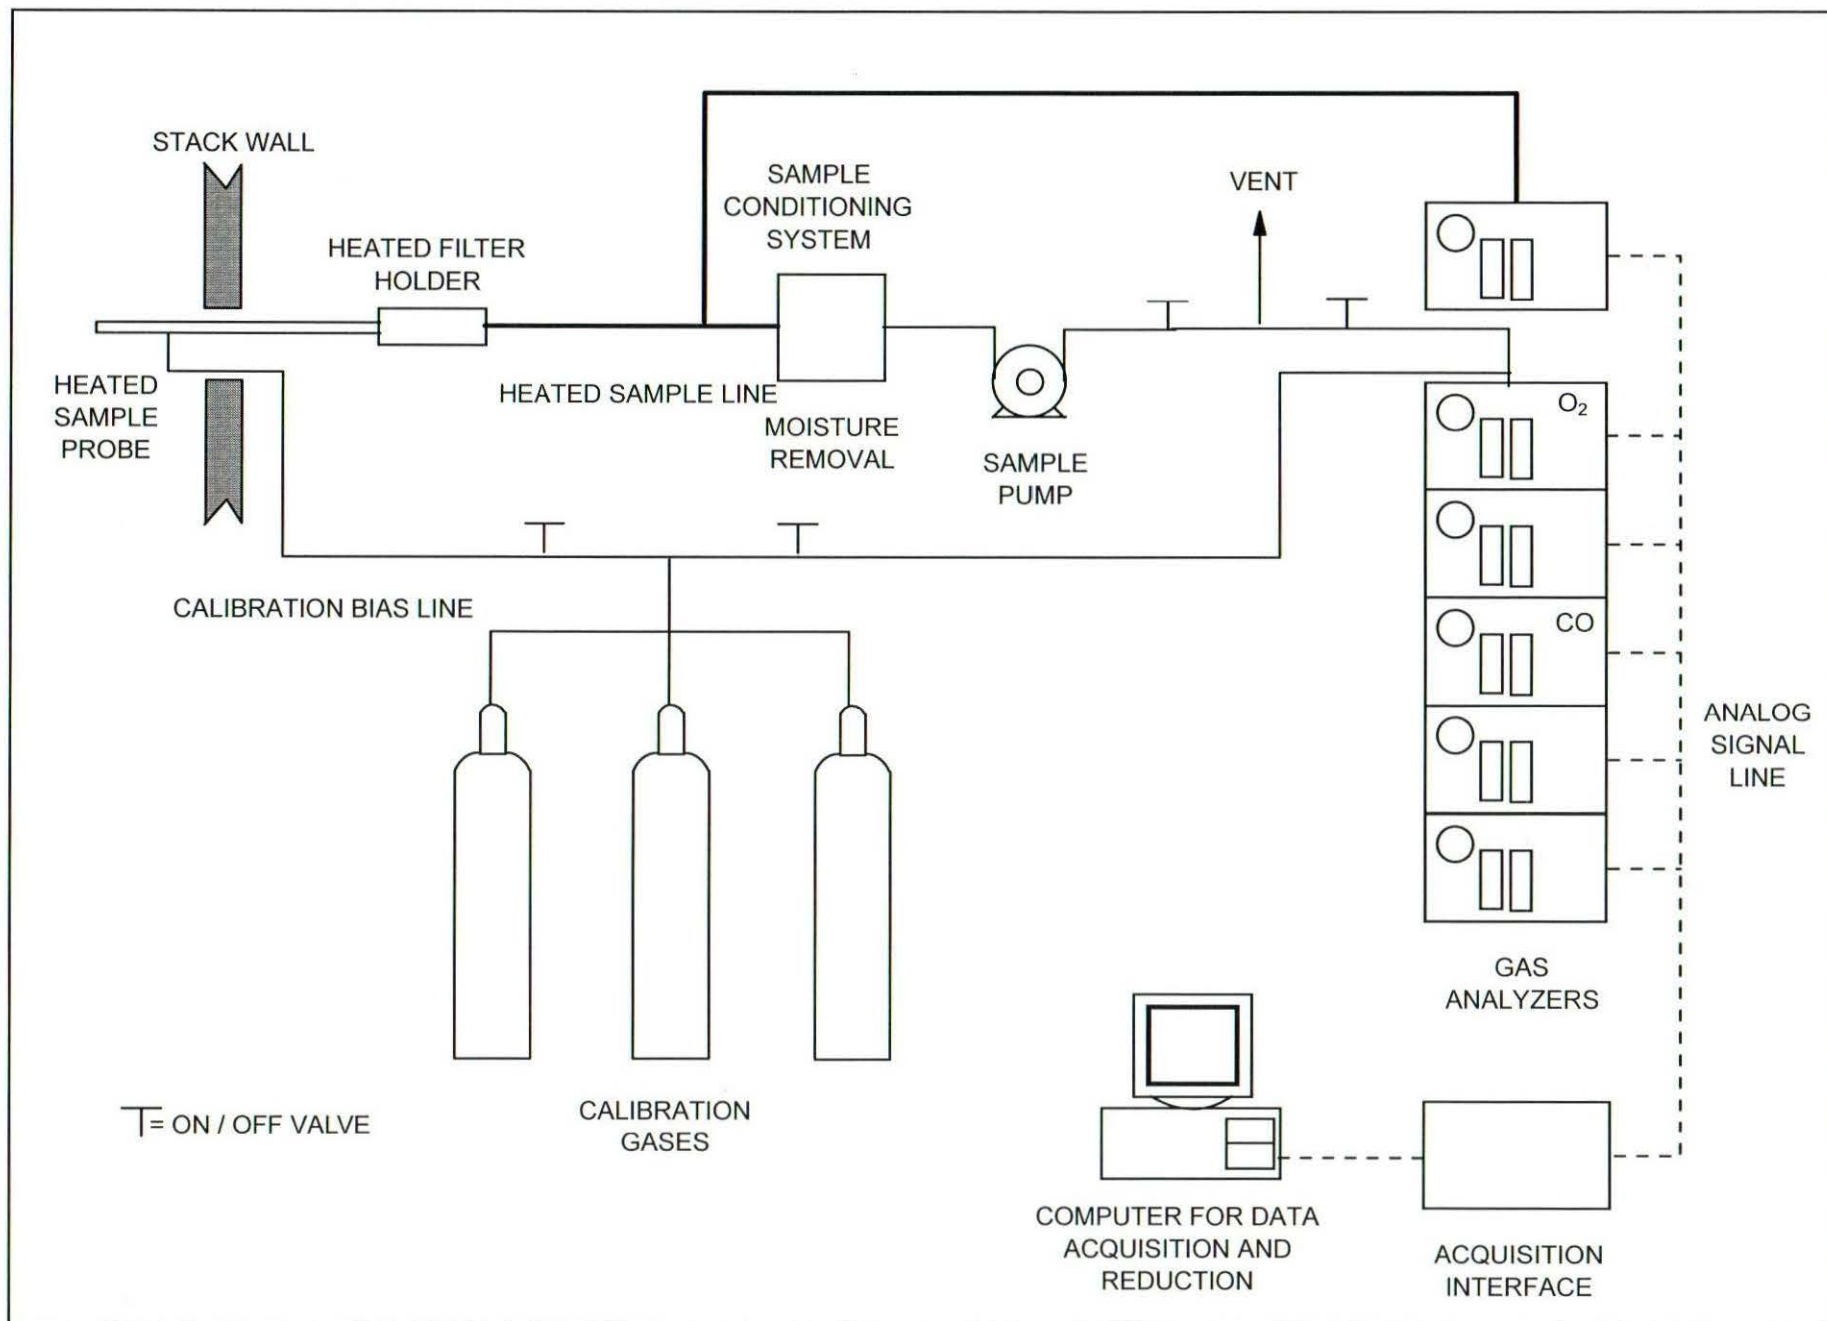 STACK WALL
HEATED FILTER
HOLDER
SAMPLE
CONDITIONING
SYSTEM
VENT
HEATED
SAMPLE
PROBE
HEATED SAMPLE LINE
MOISTURE
REMOVAL
SAMPLE
PUMP
O₂
CO
CALIBRATION BIAS LINE
ANALOG
SIGNAL
LINE
GAS
ANALYZERS
= ON / OFF VALVE
CALIBRATION
GASES
COMPUTER FOR DATA
ACQUISITION AND
REDUCTION
ACQUISITION
INTERFACE